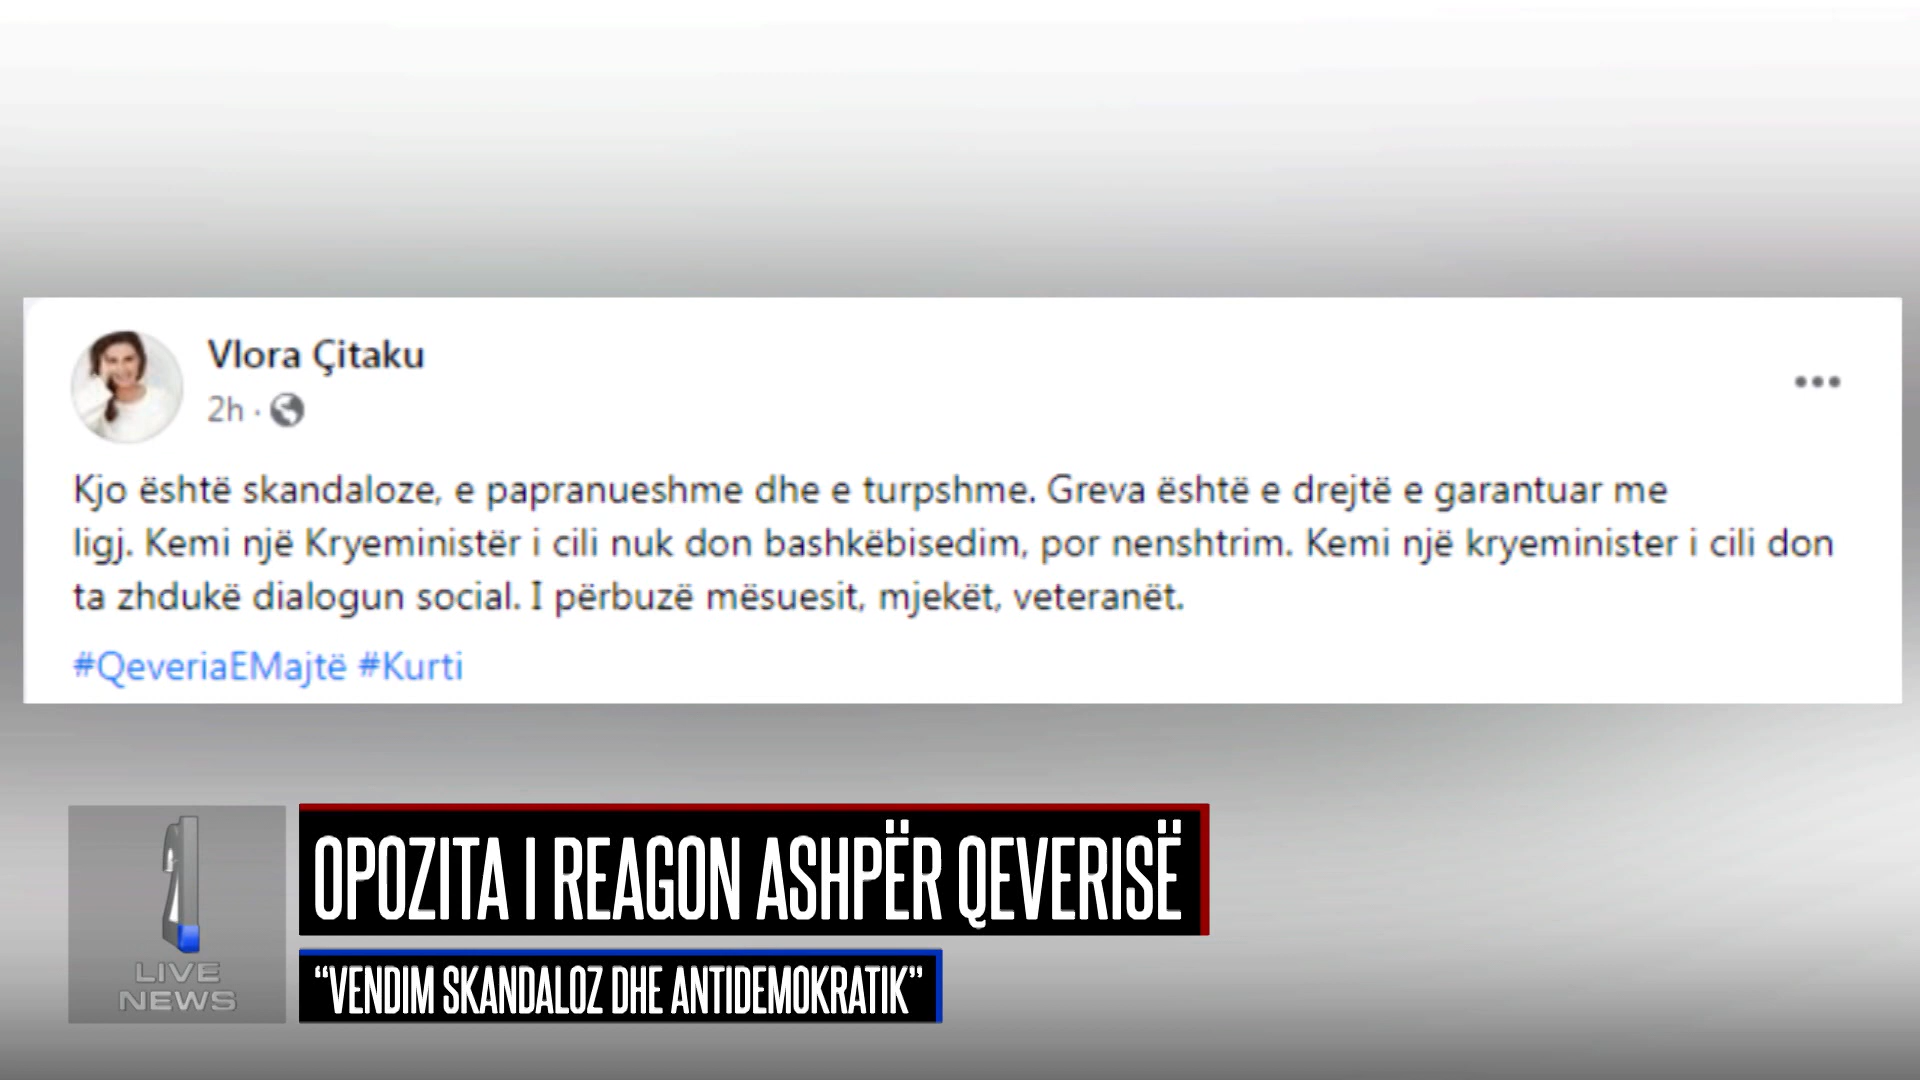 Vlora Çitaku
2h ·
Kjo është skandaloze, e papranueshme dhe e turpshme. Greva është e drejtë e garantuar me
ligj. Kemi një Kryeministër i cili nuk don bashkëbisedim, por nenshtrim. Kemi një kryeminister i cili don
ta zhdukë dialogun social. I përbuzë mësuesit, mjekët, veteranët.
#QeveriaEMajtë #Kurti
OPOZITA I REAGON ASHPËR QEVERISË
“VENDIM SKANDALOZ DHE ANTIDEMOKRATIK”
1
LIVE
NEWS